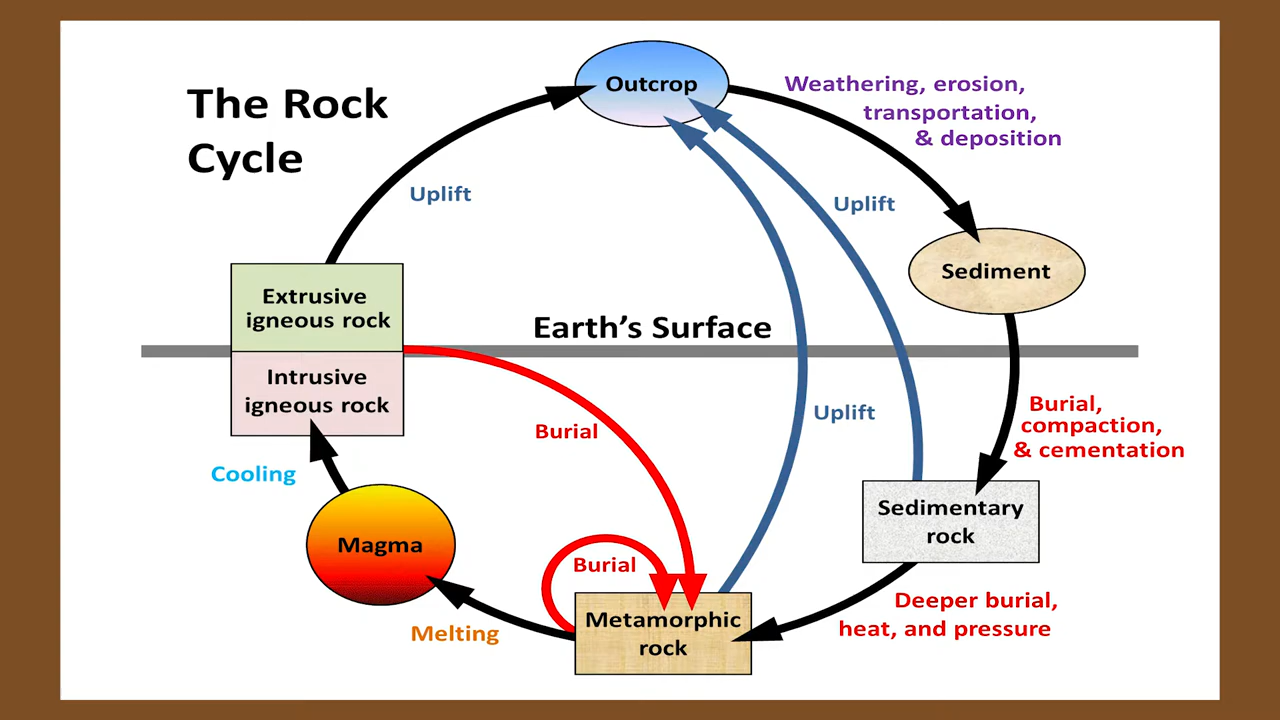 The Rock
Cycle
Outcrop
Weathering, erosion,
transportation,
& deposition
Uplift
Uplift
Sediment
Extrusive
igneous rock
Earth’s Surface
Intrusive
igneous rock
Burial
Uplift
Burial,
compaction,
& cementation
Cooling
Sedimentary
rock
Magma
Burial
Deeper burial,
heat, and pressure
Melting
Metamorphic
rock